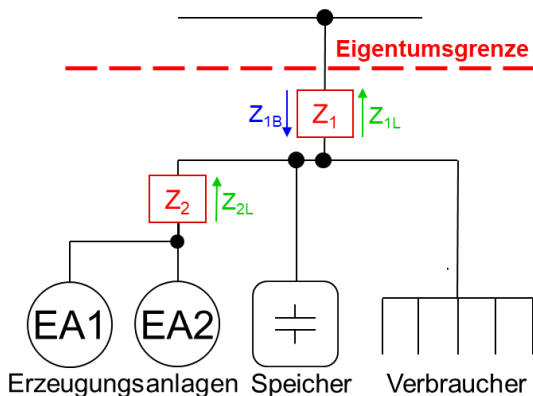 Eigentumsgrenze
Z1B Z1 Z1L
Z2 Z2L
EA1 EA2
Erzeugungsanlagen Speicher Verbraucher